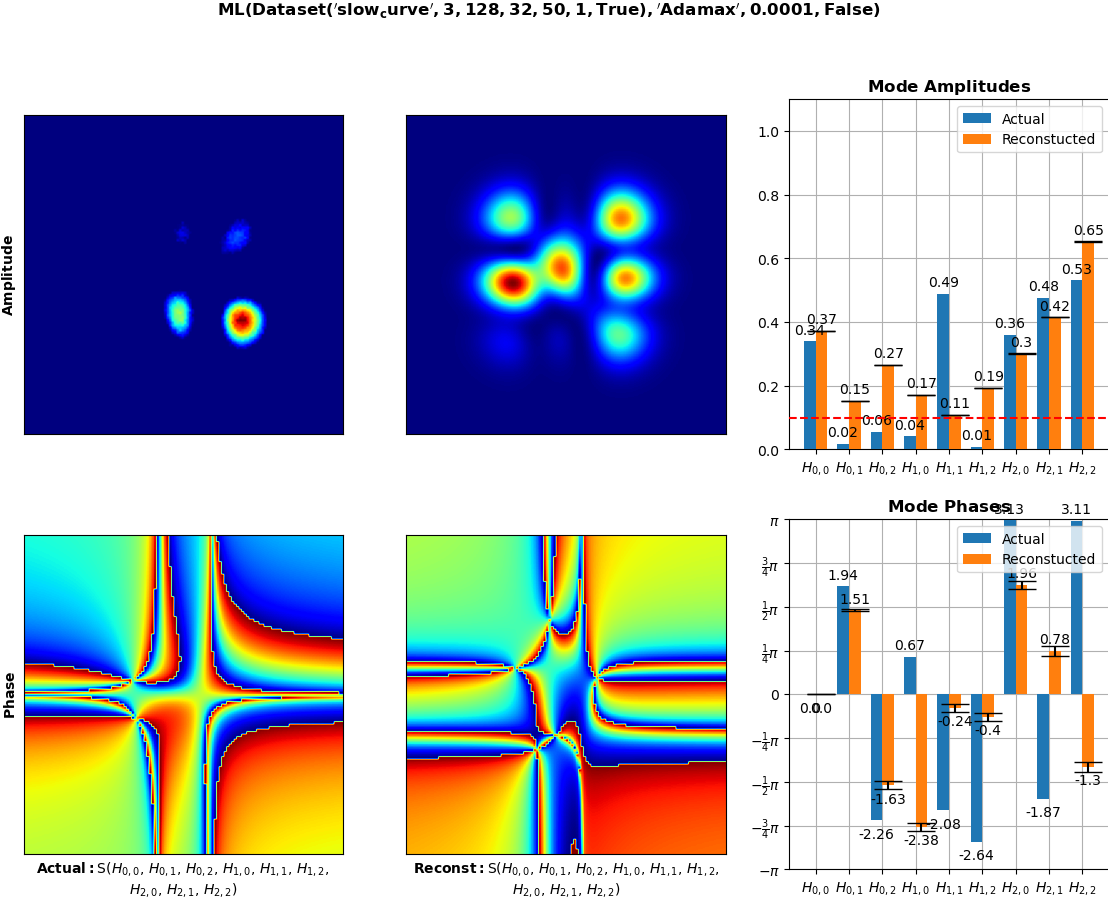 ML(Dataset('slow_curve', 3, 128, 32, 50, 1, True), 'Adamax', 0.0001, False)
Amplitude
Mode Amplitudes
Actual
Reconstucted
1.0
0.8
0.6
0.4
0.2
0.0
0.34 0.37
0.02 0.15
0.06 0.27
0.04 0.17
0.49 0.11
0.01 0.19
0.36 0.3
0.48 0.42
0.53 0.65
H0,0 H0,1 H0,2 H1,0 H1,1 H1,2 H2,0 H2,1 H2,2
Phase
Actual: S(H0,0, H0,1, H0,2, H1,0, H1,1, H1,2,
H2,0, H2,1, H2,2)
Reconst: S(H0,0, H0,1, H0,2, H1,0, H1,1, H1,2,
H2,0, H2,1, H2,2)
Mode Phases
Actual
Reconstucted
π
3/4π
1/2π
1/4π
0
−1/4π
−1/2π
−3/4π
−π
0.0 0.0
1.94 1.51
-2.26 -1.63
0.67 -2.38
-2.08 -0.24
-2.64 -0.4
3.13 1.96
-1.87 0.78
3.11 -1.3
H0,0 H0,1 H0,2 H1,0 H1,1 H1,2 H2,0 H2,1 H2,2